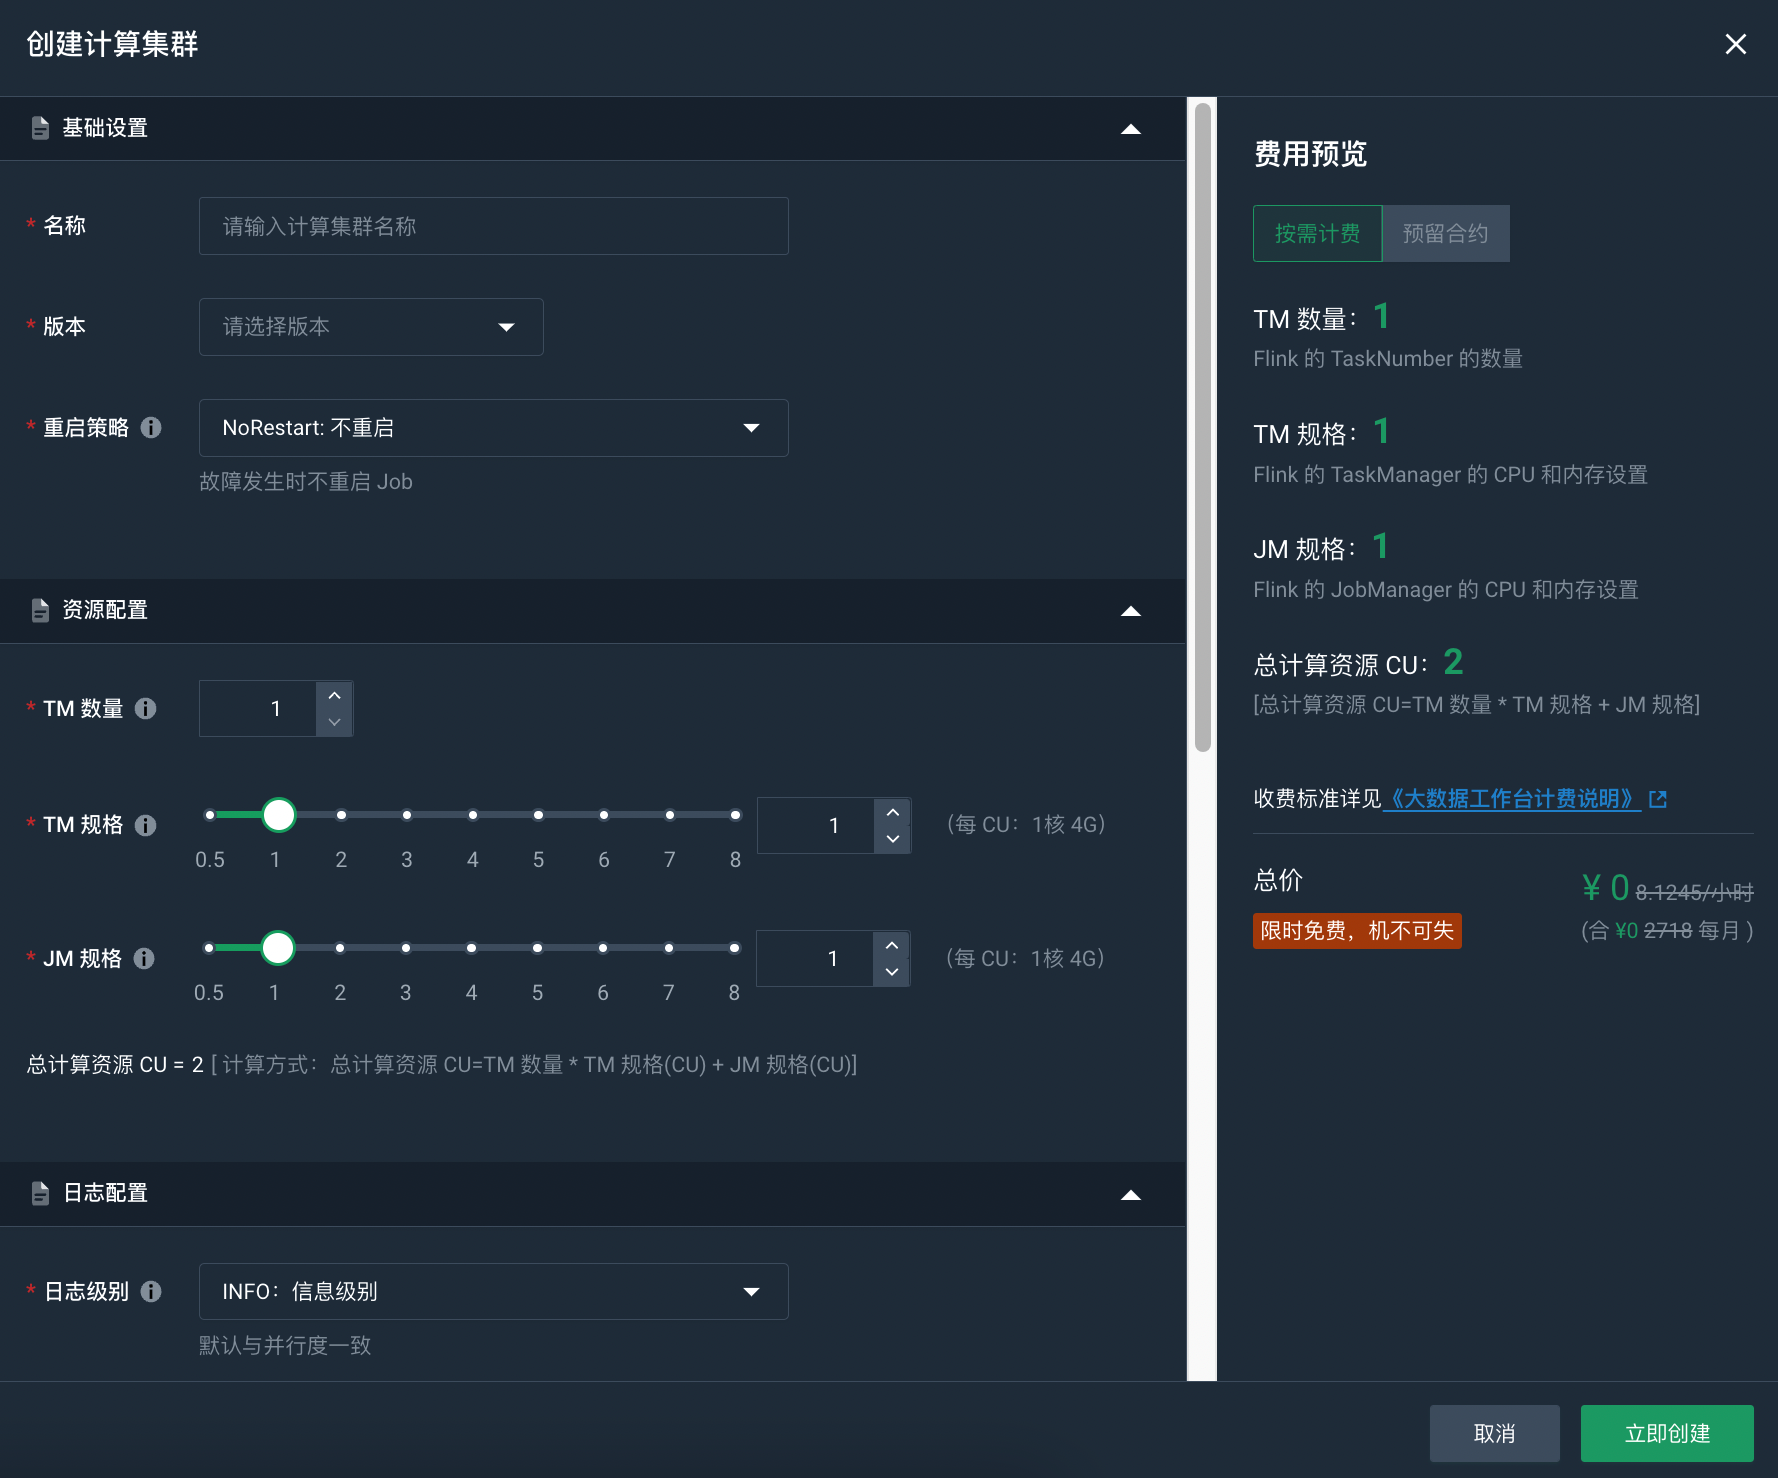 创建计算集群
基础设置
* 名称
请输入计算集群名称
* 版本
请选择版本
* 重启策略
NoRestart: 不重启
故障发生时不重启 Job
资源配置
* TM 数量
1
* TM 规格
0.5 1 2 3 4 5 6 7 8
1
（每 CU：1核 4G）
* JM 规格
0.5 1 2 3 4 5 6 7 8
1
（每 CU：1核 4G）
总计算资源 CU = 2 [ 计算方式：总计算资源 CU=TM 数量 * TM 规格(CU) + JM 规格(CU)]
日志配置
* 日志级别
INFO：信息级别
默认与并行度一致
费用预览
按需计费 预留合约
TM 数量：1
Flink 的 TaskNumber 的数量
TM 规格：1
Flink 的 TaskManager 的 CPU 和内存设置
JM 规格：1
Flink 的 JobManager 的 CPU 和内存设置
总计算资源 CU：2
[总计算资源 CU=TM 数量 * TM 规格 + JM 规格]
收费标准详见《大数据工作台计费说明》
总价
¥ 0 8.1245/小时
限时免费，机不可失
(合 ¥0 2718 每月 )
取消
立即创建